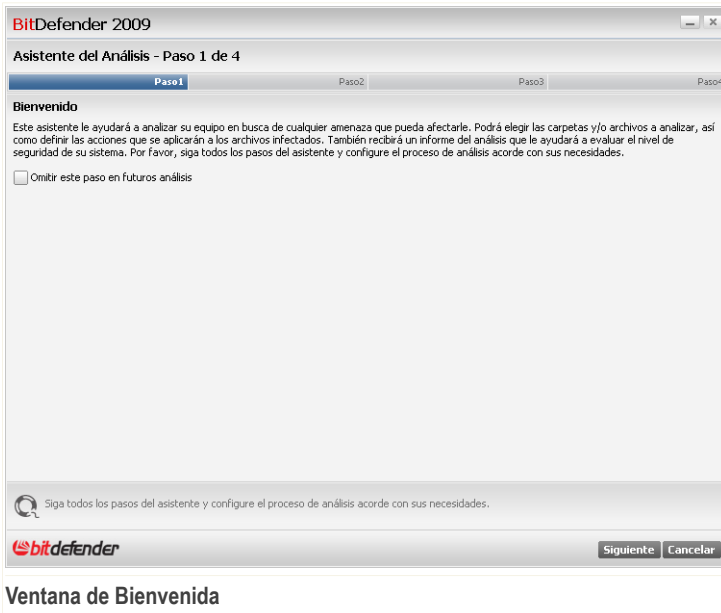 BitDefender 2009
Asistente del Análisis - Paso 1 de 4
Paso1 Paso2 Paso3 Paso4
Bienvenido
Este asistente le ayudará a analizar su equipo en busca de cualquier amenaza que pueda afectarle. Podrá elegir las carpetas y/o archivos a analizar, así
como definir las acciones que se aplicarán a los archivos infectados. También recibirá un informe del análisis que le ayudará a evaluar el nivel de
seguridad de su sistema. Por favor, siga todos los pasos del asistente y configure el proceso de análisis acorde con sus necesidades.
Omitir este paso en futuros análisis
Siga todos los pasos del asistente y configure el proceso de análisis acorde con sus necesidades.
bitdefender
Siguiente Cancelar
Ventana de Bienvenida